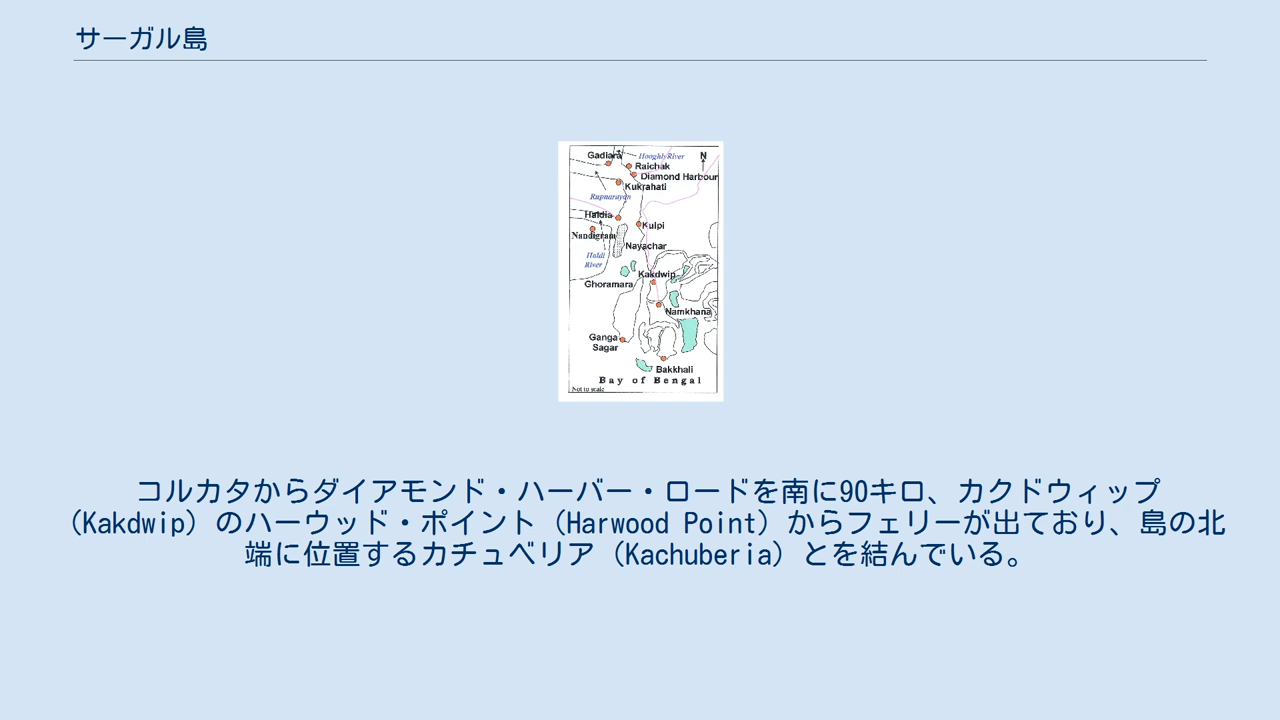 サーガル島
Gadiara
Hooghly River
N
Raichak
Diamond Harbour
Kukrahati
Rupnarayan
Haldia
Kulpi
Nandigram
Nayachar
Haldi
River
Kakdwip
Ghoramara
Namkhana
Ganga
Sagar
Bakkhali
Bay of Bengal
Not to scale
コルカタからダイアモンド・ハーバー・ロードを南に90キロ、カクドウィップ
(Kakdwip) のハーウッド・ポイント (Harwood Point) からフェリーが出ており、島の北
端に位置するカチュベリア (Kachuberia) とを結んでいる。